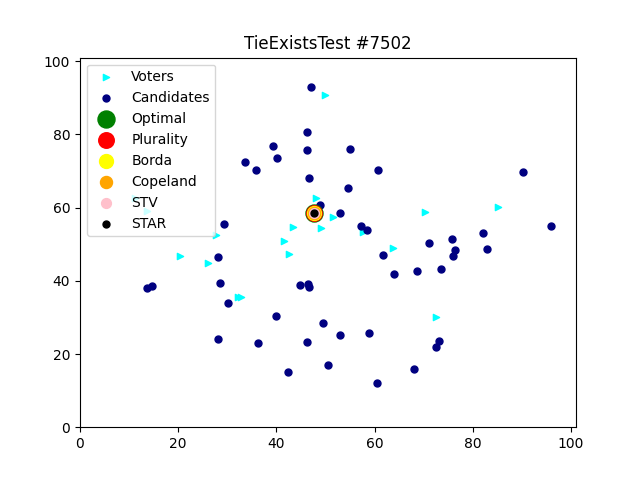 TieExistsTest #7502
100
80
60
40
20
0
Voters
Candidates
Optimal
Plurality
Borda
Copeland
STV
STAR
0 20 40 60 80 100